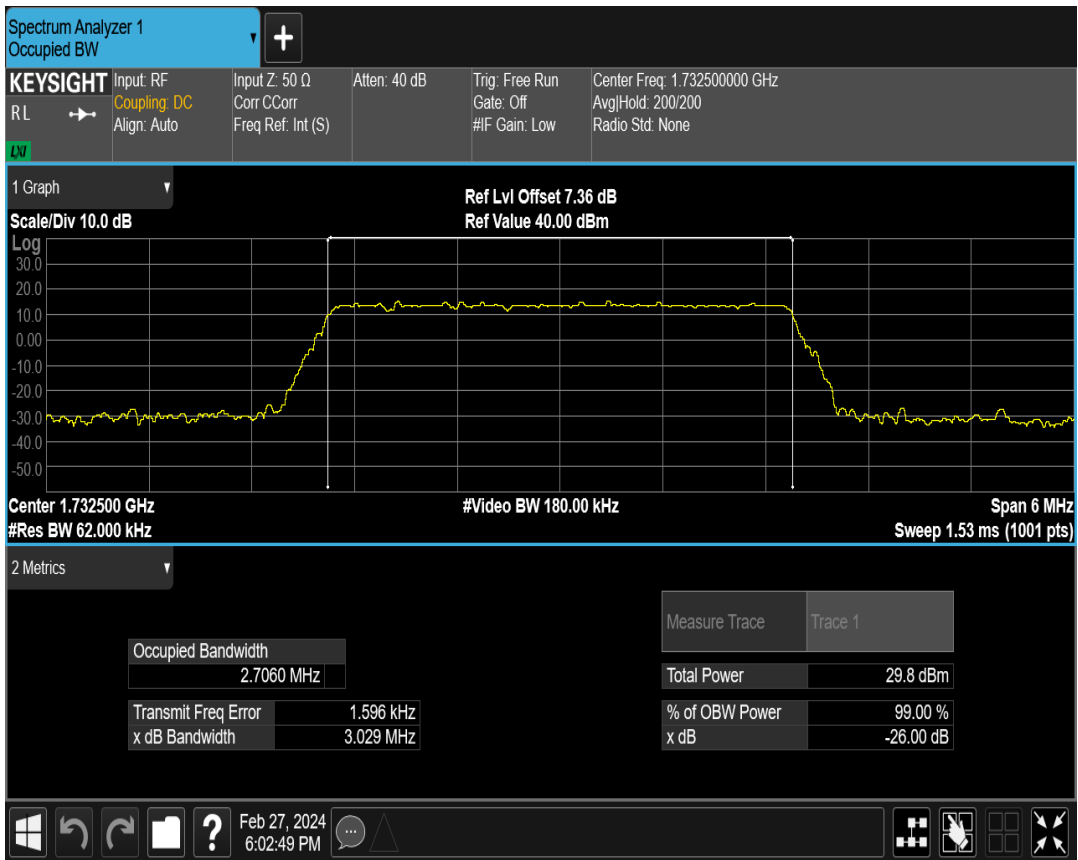 Spectrum Analyzer 1
Occupied BW
KEYSIGHT
RL
LXI
Input: RF
Coupling: DC
Align: Auto
Input Z: 50 Ω
Corr CCorr
Freq Ref: Int (S)
Atten: 40 dB
Trig: Free Run
Gate: Off
#IF Gain: Low
Center Freq: 1.732500000 GHz
Avg|Hold: 200/200
Radio Std: None
1 Graph
Scale/Div 10.0 dB
Ref Lvl Offset 7.36 dB
Ref Value 40.00 dBm
Log
30.0
20.0
10.0
0.00
-10.0
-20.0
-30.0
-40.0
-50.0
Center 1.732500 GHz
#Res BW 62.000 kHz
#Video BW 180.00 kHz
Span 6 MHz
Sweep 1.53 ms (1001 pts)
2 Metrics
Measure Trace Trace 1
Occupied Bandwidth
2.7060 MHz
Total Power 29.8 dBm
Transmit Freq Error 1.596 kHz
% of OBW Power 99.00 %
x dB Bandwidth 3.029 MHz
x dB -26.00 dB
?
Feb 27, 2024
6:02:49 PM